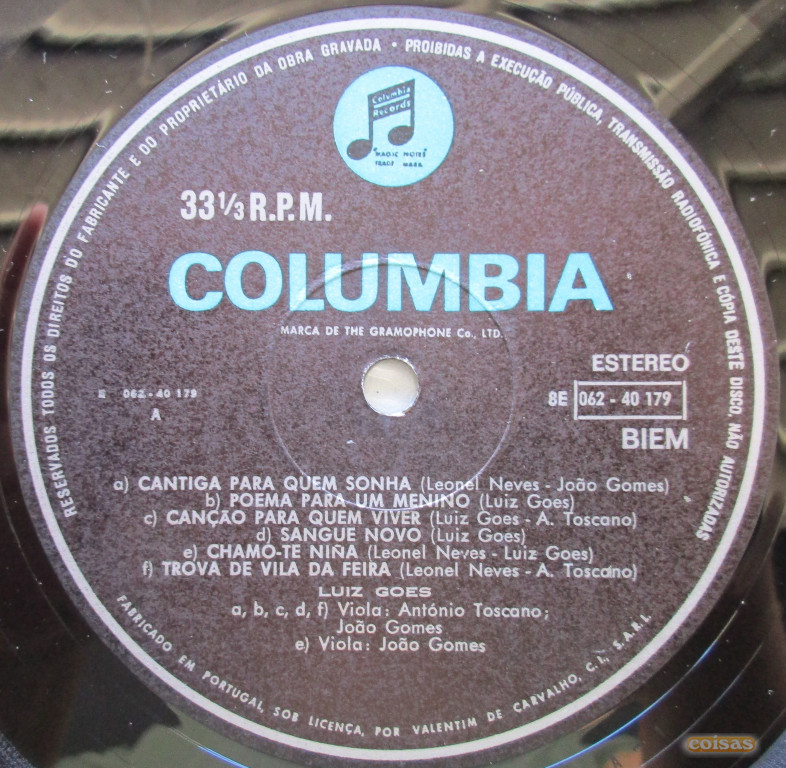 RESERVADOS TODOS OS DIREITOS DO FABRICANTE E DO PROPRIETÁRIO DA OBRA GRAVADA • PROIBIDAS A EXECUÇÃO PÚBLICA, TRANSMISSÃO RADIOFÓNICA E CÓPIA DESTE DISCO, NÃO AUTORIZADAS
Columbia
Records
"MAGIC NOTES"
TRADE MARK
33 1/3 R.P.M.
COLUMBIA
MARCA DE THE GRAMOPHONE Co., LTD.
ESTEREO
E 062-40 179
A
8E 062 - 40 179
BIEM
a) CANTIGA PARA QUEM SONHA (Leonel Neves - João Gomes)
b) POEMA PARA UM MENINO (Luiz Goes)
c) CANÇÃO PARA QUEM VIVER (Luiz Goes - A. Toscano)
d) SANGUE NOVO (Luiz Goes)
e) CHAMO-TE NIÑA (Leonel Neves - Luiz Goes)
f) TROVA DE VILA DA FEIRA (Leonel Neves - A. Toscano)
LUIZ GOES
a, b, c, d, f) Viola: António Toscano;
João Gomes
e) Viola: João Gomes
FABRICADO EM PORTUGAL, SOB LICENÇA, POR VALENTIM DE CARVALHO, C. I., S. A. R. L.
coisas